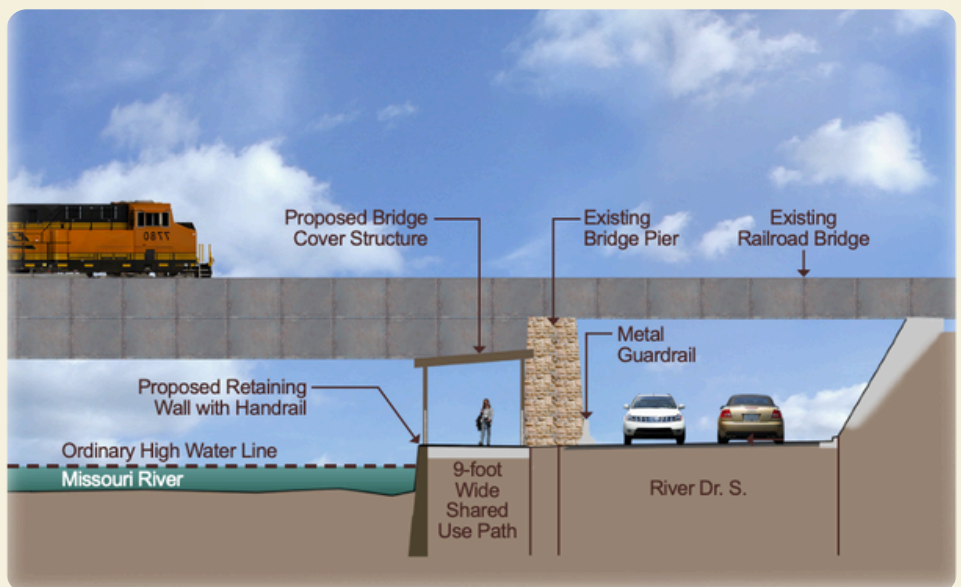 Proposed Bridge
Cover Structure
Existing
Bridge Pier
Existing
Railroad Bridge
0877
Metal
Guardrail
Proposed Retaining
Wall with Handrail
Ordinary High Water Line
Missouri River
9-foot
Wide
Shared
Use Path
River Dr. S.